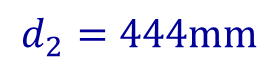 d₂ = 444mm